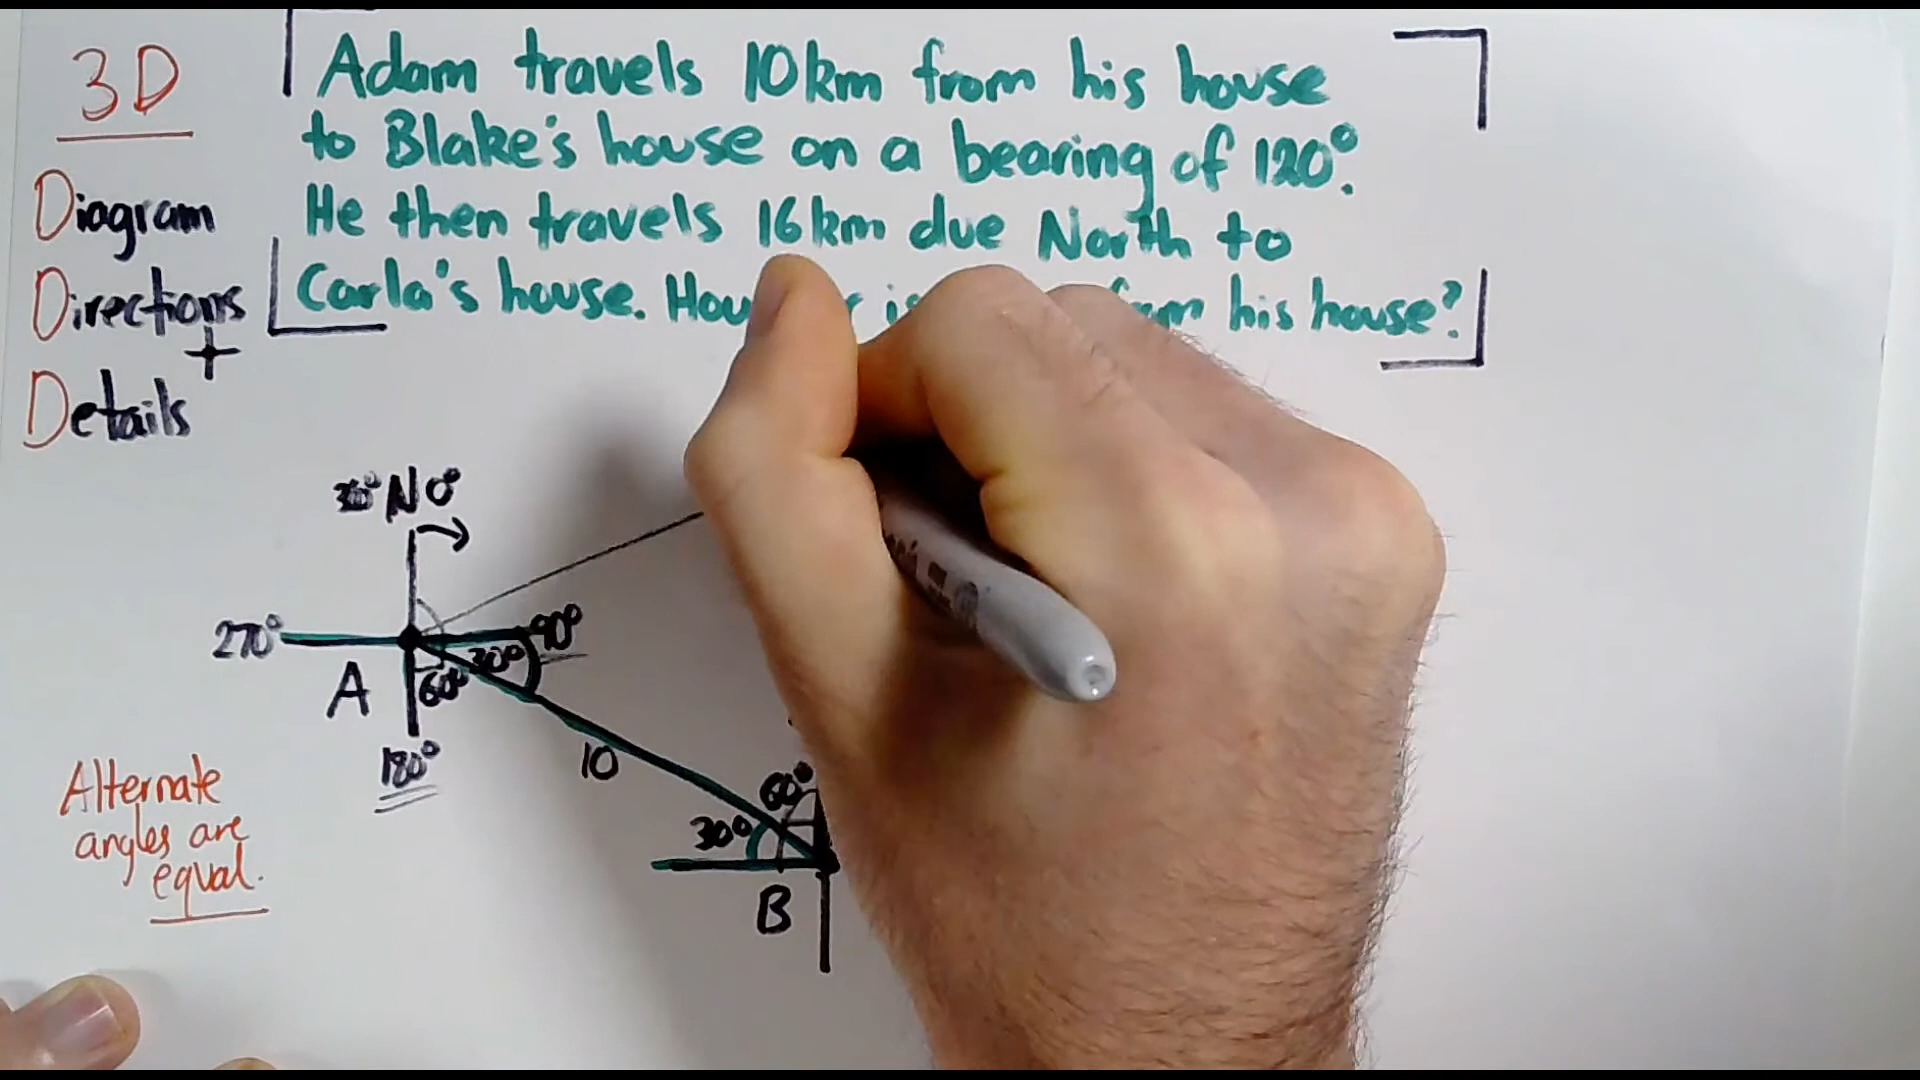 3D
Diagram
Directions
+
Details
Adam travels 10km from his house
to Blake's house on a bearing of 120°.
He then travels 16km due North to
Carla's house. is his house?
N 0°
270°
90°
30°
60°
A
180°
10
60°
30°
B
Alternate
angles are
equal.